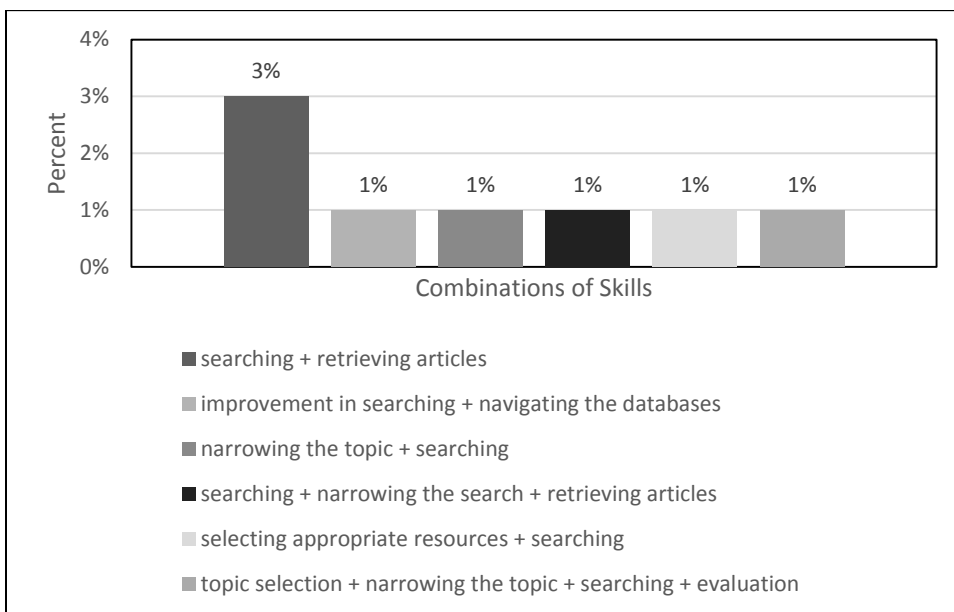 4%
3%
2%
1%
0%
Percent
3%
1%
1%
1%
1%
1%
Combinations of Skills
searching + retrieving articles
improvement in searching + navigating the databases
narrowing the topic + searching
searching + narrowing the search + retrieving articles
selecting appropriate resources + searching
topic selection + narrowing the topic + searching + evaluation